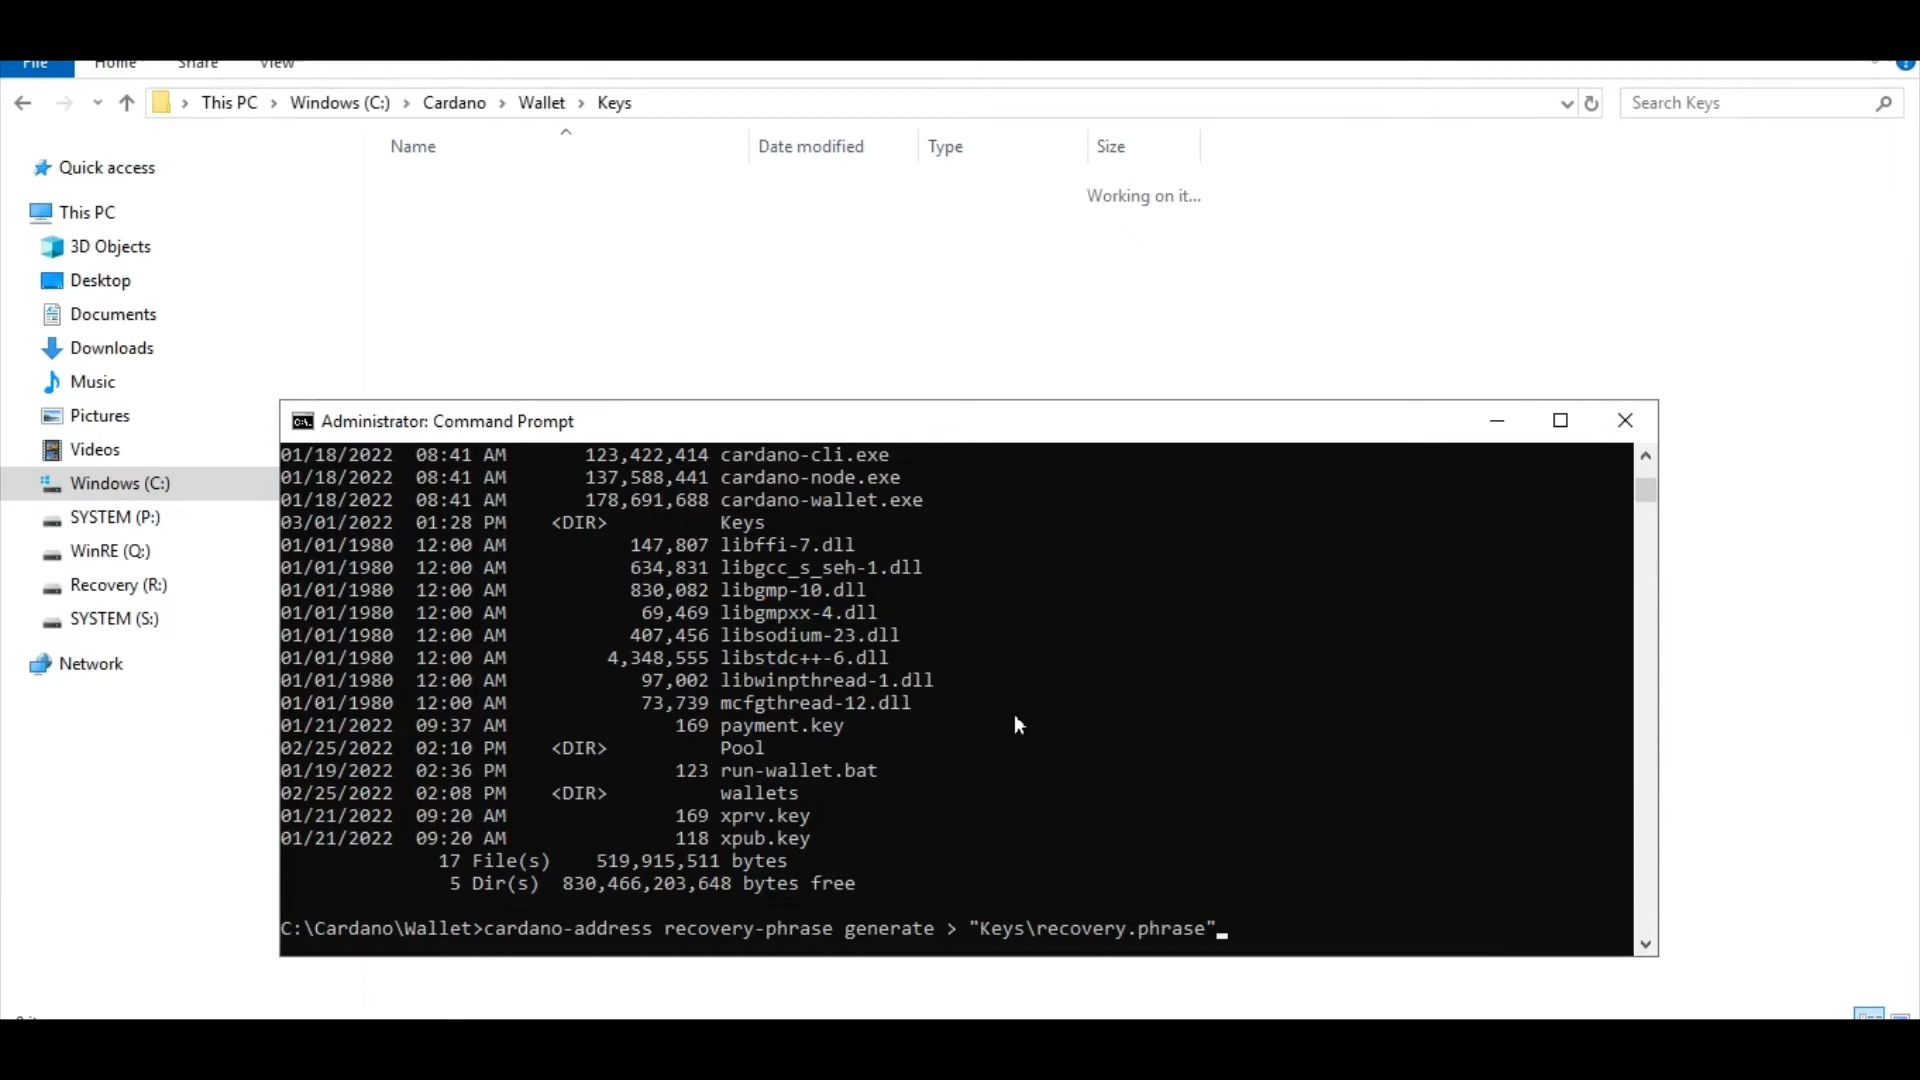 File Home Share View
This PC > Windows (C:) > Cardano > Wallet > Keys
Search Keys
Name Date modified Type Size
Working on it...
Quick access
This PC
3D Objects
Desktop
Documents
Downloads
Music
Pictures
Videos
Windows (C:)
SYSTEM (P:)
WinRE (Q:)
Recovery (R:)
SYSTEM (S:)
Network
Administrator: Command Prompt
01/18/2022 08:41 AM 123,422,414 cardano-cli.exe
01/18/2022 08:41 AM 137,588,441 cardano-node.exe
01/18/2022 08:41 AM 178,691,688 cardano-wallet.exe
03/01/2022 01:28 PM <DIR> Keys
01/01/1980 12:00 AM 147,807 libffi-7.dll
01/01/1980 12:00 AM 634,831 libgcc_s_seh-1.dll
01/01/1980 12:00 AM 830,082 libgmp-10.dll
01/01/1980 12:00 AM 69,469 libgmpxx-4.dll
01/01/1980 12:00 AM 407,456 libsodium-23.dll
01/01/1980 12:00 AM 4,348,555 libstdc++-6.dll
01/01/1980 12:00 AM 97,002 libwinpthread-1.dll
01/01/1980 12:00 AM 73,739 mcfgthread-12.dll
01/21/2022 09:37 AM 169 payment.key
02/25/2022 02:10 PM <DIR> Pool
01/19/2022 02:36 PM 123 run-wallet.bat
02/25/2022 02:08 PM <DIR> wallets
01/21/2022 09:20 AM 169 xprv.key
01/21/2022 09:20 AM 118 xpub.key
17 File(s) 519,915,511 bytes
5 Dir(s) 830,466,203,648 bytes free
C:\Cardano\Wallet>cardano-address recovery-phrase generate > "Keys\recovery.phrase"